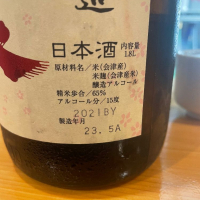 日本酒 内容量 1.8L
原材料名／米(会津産)
米麹(会津産米)
醸造アルコール
精米歩合／65％
アルコール分／15度
2021BY
製造年月
23. 5A